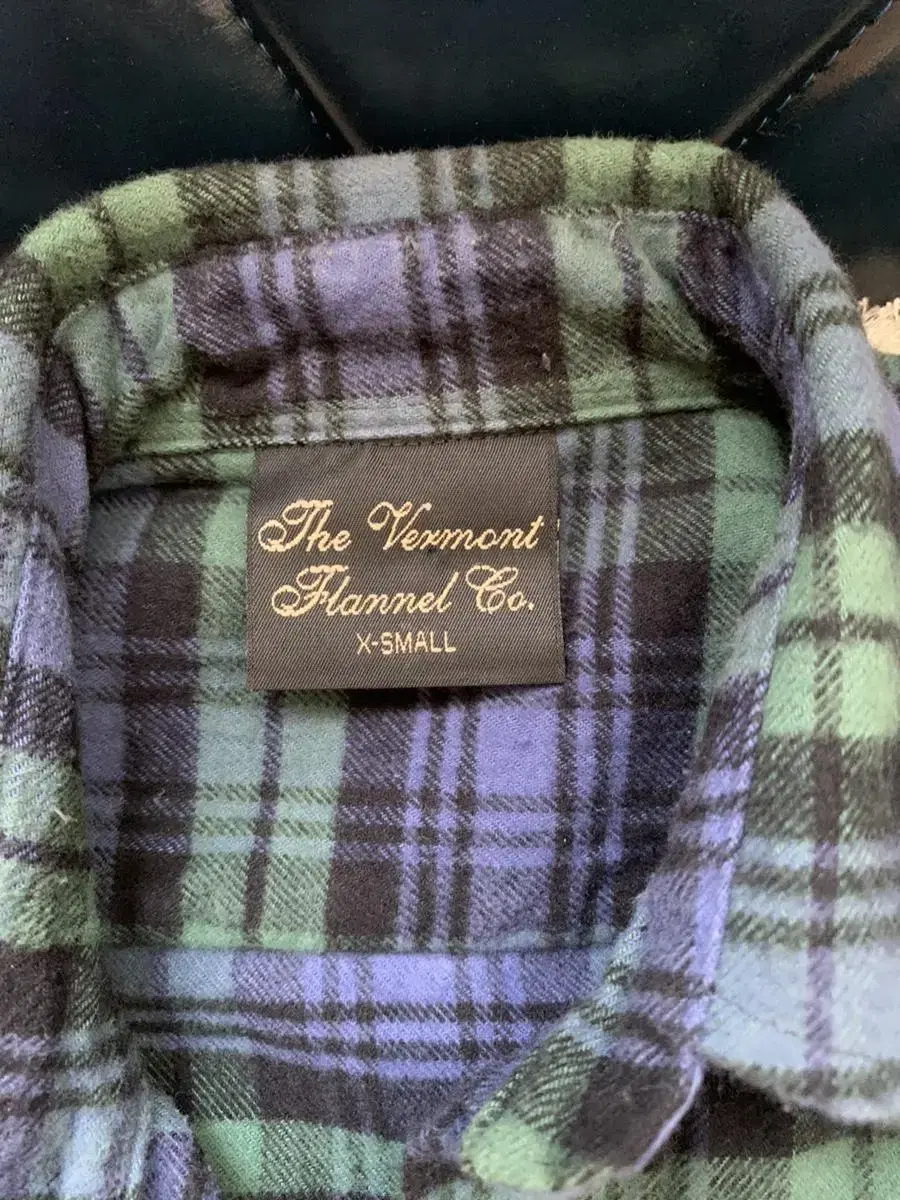 The Vermont
Flannel Co.
X-SMALL